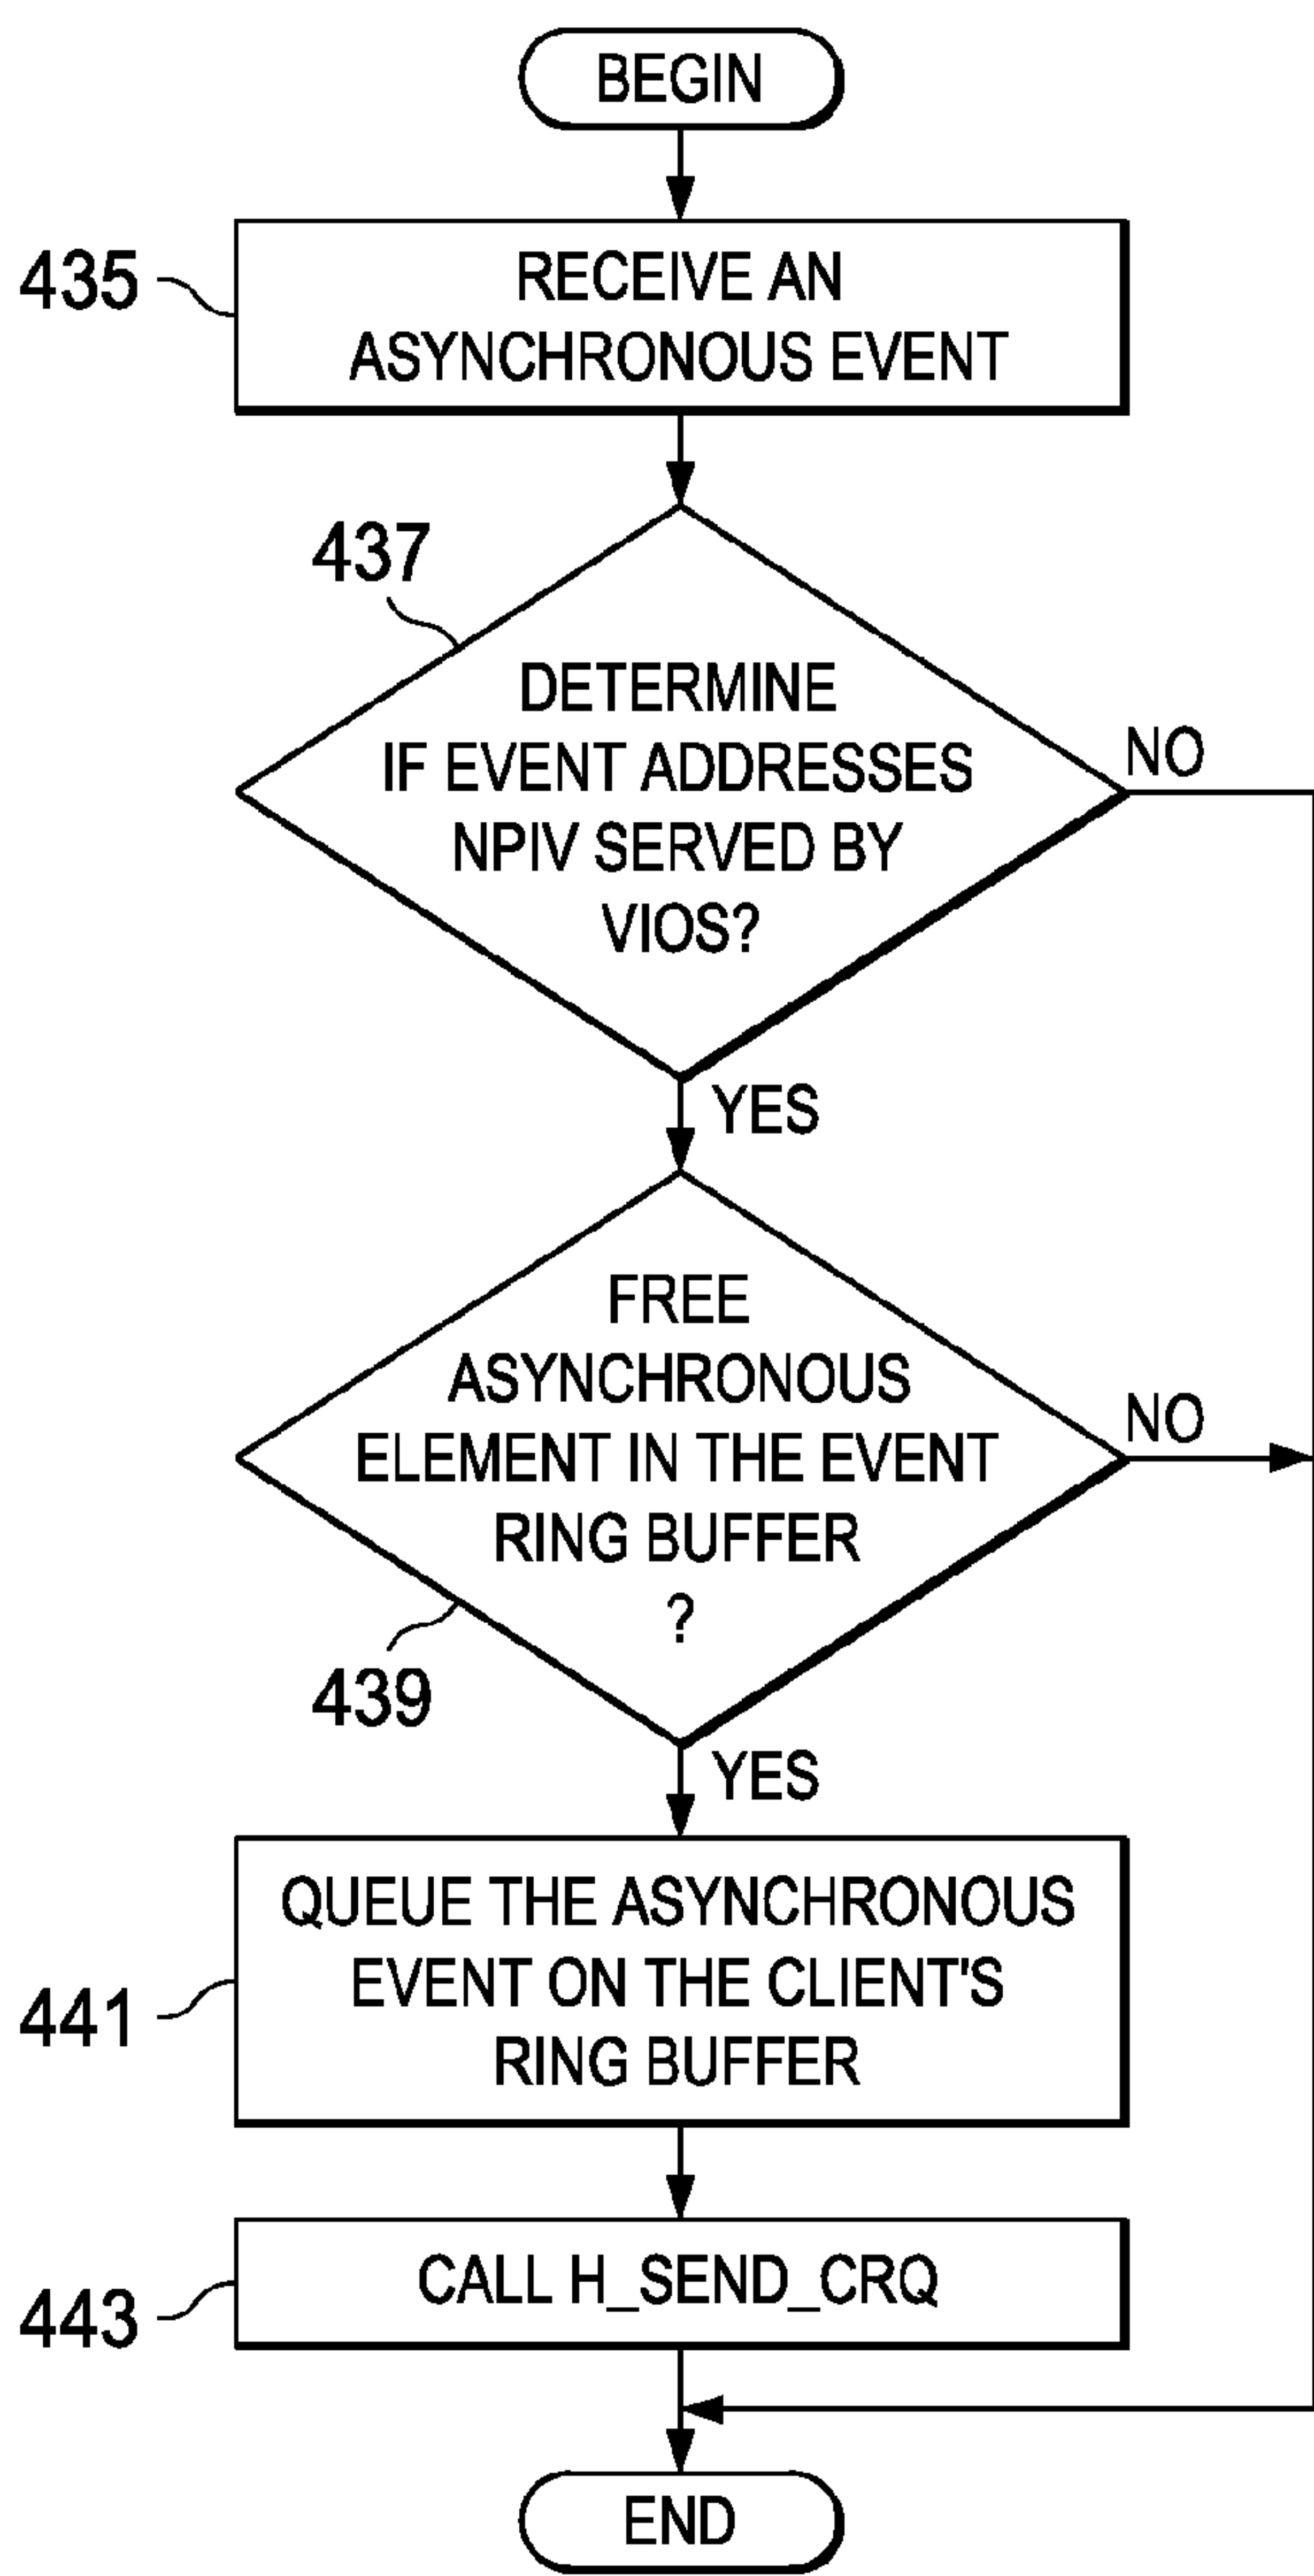 BEGIN
435
RECEIVE AN
ASYNCHRONOUS EVENT
437
DETERMINE
IF EVENT ADDRESSES
NPIV SERVED BY
VIOS?
NO
YES
FREE
ASYNCHRONOUS
ELEMENT IN THE EVENT
RING BUFFER
?
NO
439
YES
QUEUE THE ASYNCHRONOUS
EVENT ON THE CLIENT'S
RING BUFFER
441
CALL H_SEND_CRQ
443
END